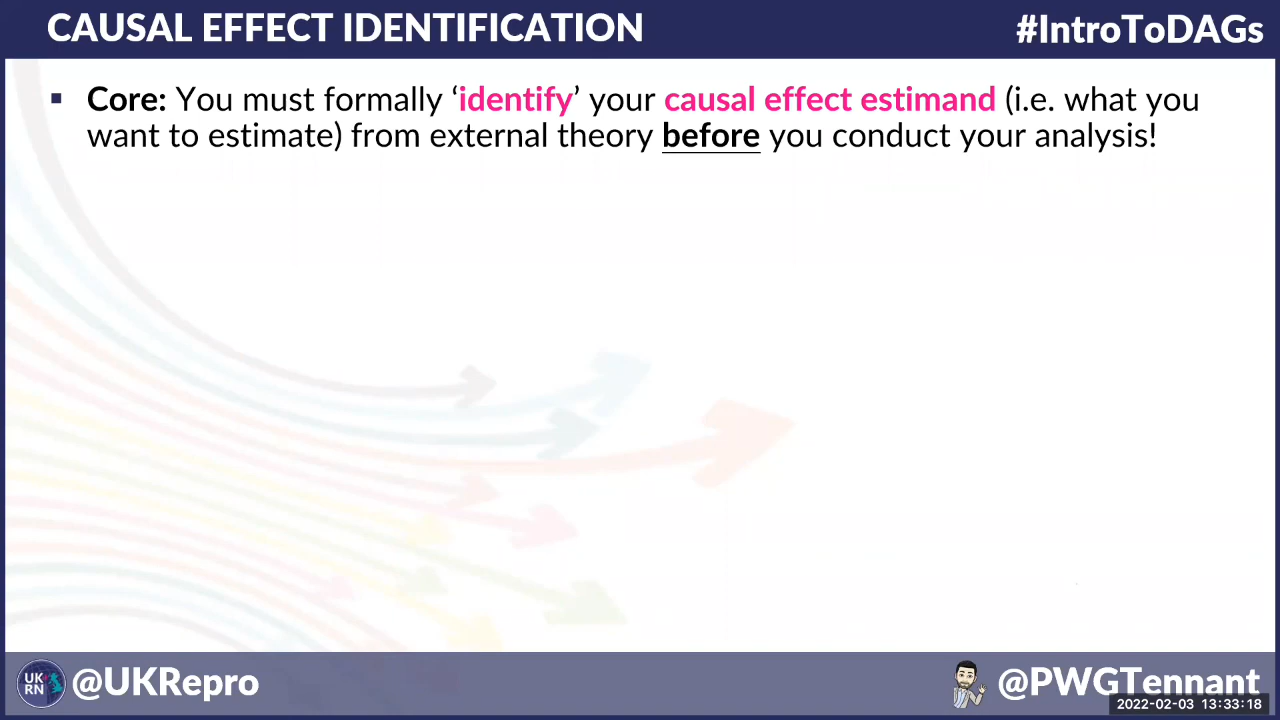 CAUSAL EFFECT IDENTIFICATION
#IntroToDAGs
▪ Core: You must formally ‘identify’ your causal effect estimand (i.e. what you
want to estimate) from external theory before you conduct your analysis!
UK
RN
@UKRepro
@PWGTennant
2022-02-03 13:33:18